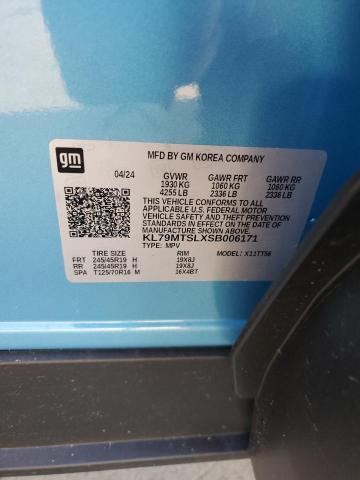 gm
MFD BY GM KOREA COMPANY
04/24 GVWR GAWR FRT GAWR RR
1930 KG 1060 KG 1060 KG
4255 LB 2336 LB 2336 LB
THIS VEHICLE CONFORMS TO ALL
APPLICABLE U.S. FEDERAL MOTOR
VEHICLE SAFETY, BUMPER, AND
THEFT PREVENTION STANDARDS IN
EFFECT ON THE DATE OF
MANUFACTURE SHOWN ABOVE.
KL79MTSLXSB006171
TYPE: MPV MODEL: X11TT56
TIRE SIZE RIM
FRT 245/45R19 H 19X8J
RR 245/45R19 H 19X8J
SPA T125/70R16 M 16X4BT